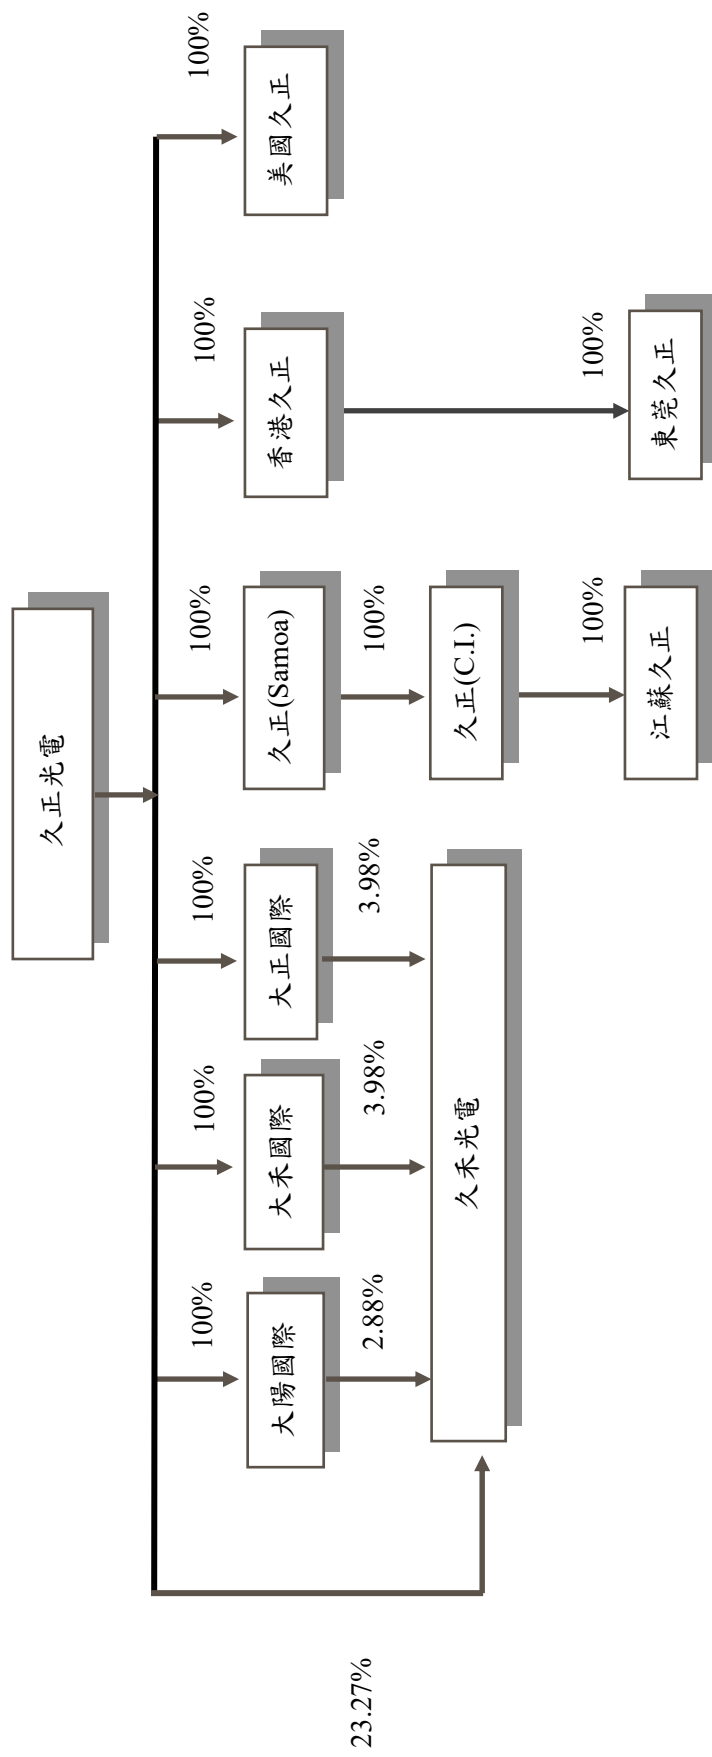 久正光電
100%
100%
100%
100%
100%
100%
大陽國際
大禾國際
大正國際
久正(Samoa)
香港久正
美國久正
23.27%
2.88%
3.98%
3.98%
100%
久禾光電
久正(C.I.)
100%
100%
江蘇久正
東莞久正